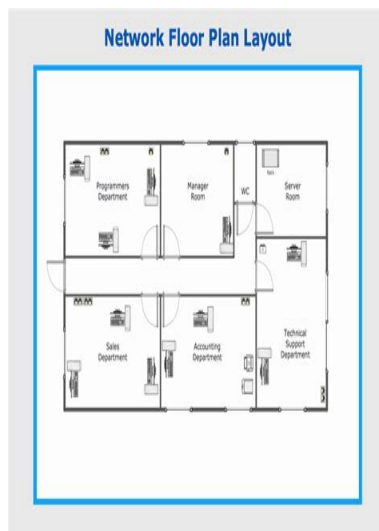 Network Floor Plan Layout
Programmers
Department
Manager
Room
WC
Server
Room
Sales
Department
Accounting
Department
Technical
Support
Department